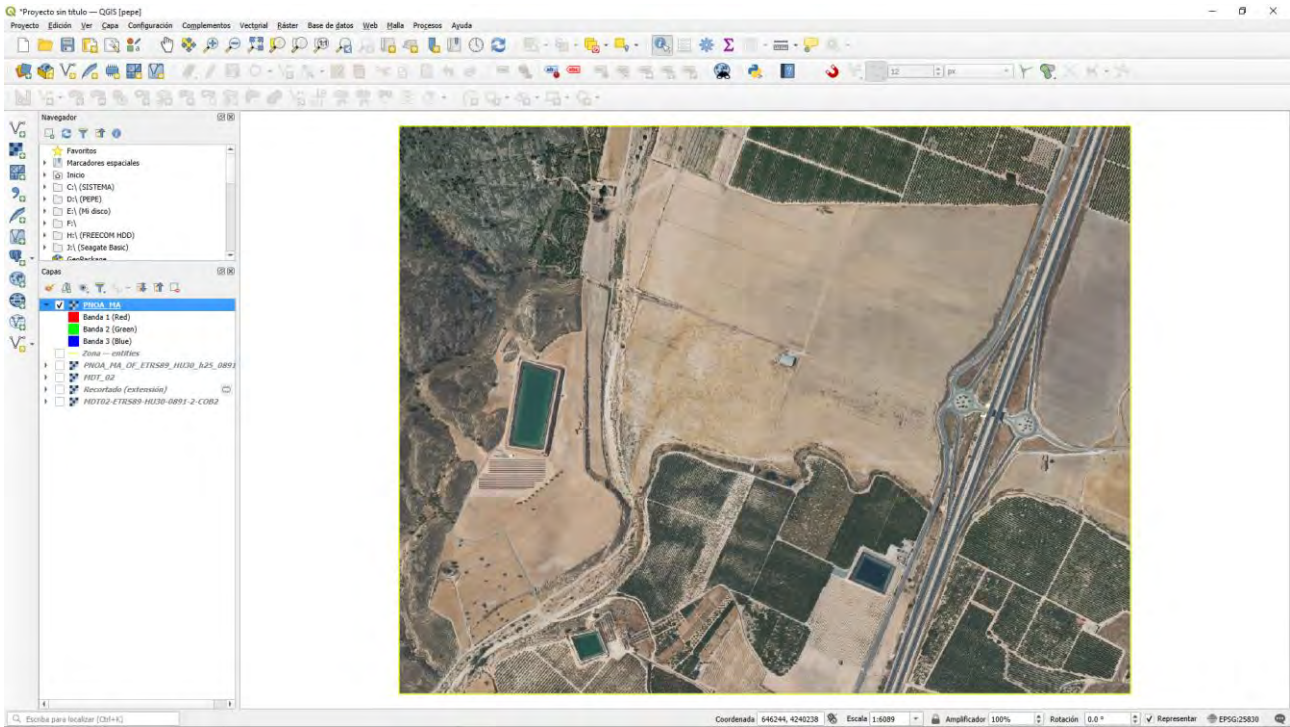 *Proyecto sin título — QGIS [pepe]
Proyecto Edición Ver Capa Configuración Complementos Vectorial Ráster Base de datos Web Malla Procesos Ayuda
12 px
Navegador
Favoritos
Marcadores espaciales
Inicio
C:\ (SISTEMA)
D:\ (PEPE)
E:\ (Mi disco)
F:\
H:\ (FREECOM HDD)
J:\ (Seagate Basic)
GeoPackage
Capas
PNOA_MA
Banda 1 (Red)
Banda 2 (Green)
Banda 3 (Blue)
Zona — entities
PNOA_MA_OF_ETRS89_HU30_h25_0891
MDT_02
Recortado (extensión)
MDT02-ETRS89-HU30-0891-2-COB2
Escriba para localizar (Ctrl+K)
Coordenada 646244, 4240238 Escala 1:6089 Amplificador 100% Rotación 0.0 ° Representar EPSG:25830